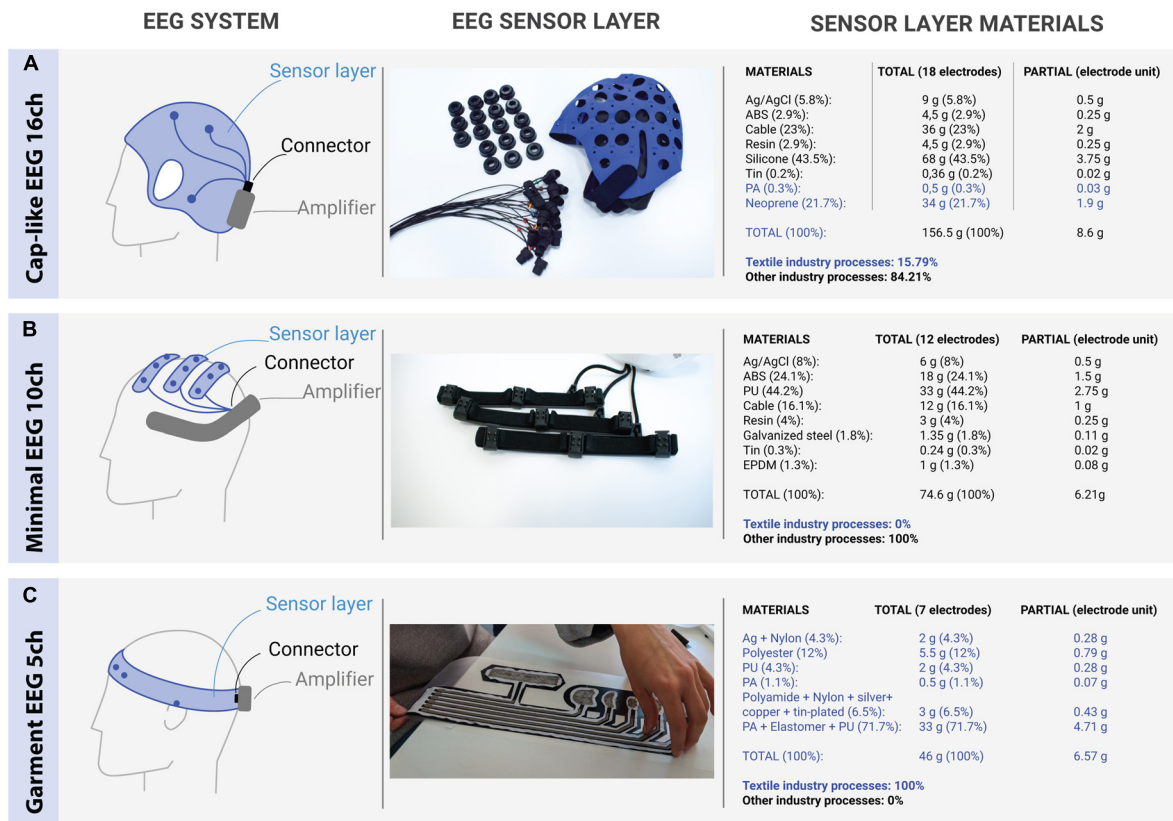 EEG SYSTEM
EEG SENSOR LAYER
SENSOR LAYER MATERIALS
A
Cap-like EEG 16ch
Sensor layer
Connector
Amplifier
MATERIALS TOTAL (18 electrodes) PARTIAL (electrode unit)
Ag/AgCl (5.8%): 9 g (5.8%) 0.5 g
ABS (2.9%): 4,5 g (2.9%) 0.25 g
Cable (23%): 36 g (23%) 2 g
Resin (2.9%): 4,5 g (2.9%) 0.25 g
Silicone (43.5%): 68 g (43.5%) 3.75 g
Tin (0.2%): 0,36 g (0.2%) 0.02 g
PA (0.3%): 0,5 g (0.3%) 0.03 g
Neoprene (21.7%): 34 g (21.7%) 1.9 g
TOTAL (100%): 156.5 g (100%) 8.6 g
Textile industry processes: 15.79%
Other industry processes: 84.21%
B
Minimal EEG 10ch
Sensor layer
Connector
Amplifier
MATERIALS TOTAL (12 electrodes) PARTIAL (electrode unit)
Ag/AgCl (8%): 6 g (8%) 0.5 g
ABS (24.1%): 18 g (24.1%) 1.5 g
PU (44.2%) 33 g (44.2%) 2.75 g
Cable (16.1%): 12 g (16.1%) 1 g
Resin (4%): 3 g (4%) 0.25 g
Galvanized steel (1.8%): 1.35 g (1.8%) 0.11 g
Tin (0.3%): 0.24 g (0.3%) 0.02 g
EPDM (1.3%): 1 g (1.3%) 0.08 g
TOTAL (100%): 74.6 g (100%) 6.21g
Textile industry processes: 0%
Other industry processes: 100%
C
Garment EEG 5ch
Sensor layer
Connector
Amplifier
MATERIALS TOTAL (7 electrodes) PARTIAL (electrode unit)
Ag + Nylon (4.3%): 2 g (4.3%) 0.28 g
Polyester (12%) 5.5 g (12%) 0.79 g
PU (4.3%): 2 g (4.3%) 0.28 g
PA (1.1%): 0.5 g (1.1%) 0.07 g
Polyamide + Nylon + silver+
copper + tin-plated (6.5%): 3 g (6.5%) 0.43 g
PA + Elastomer + PU (71.7%) 33 g (71.7%) 4.71 g
TOTAL (100%): 46 g (100%) 6.57 g
Textile industry processes: 100%
Other industry processes: 0%